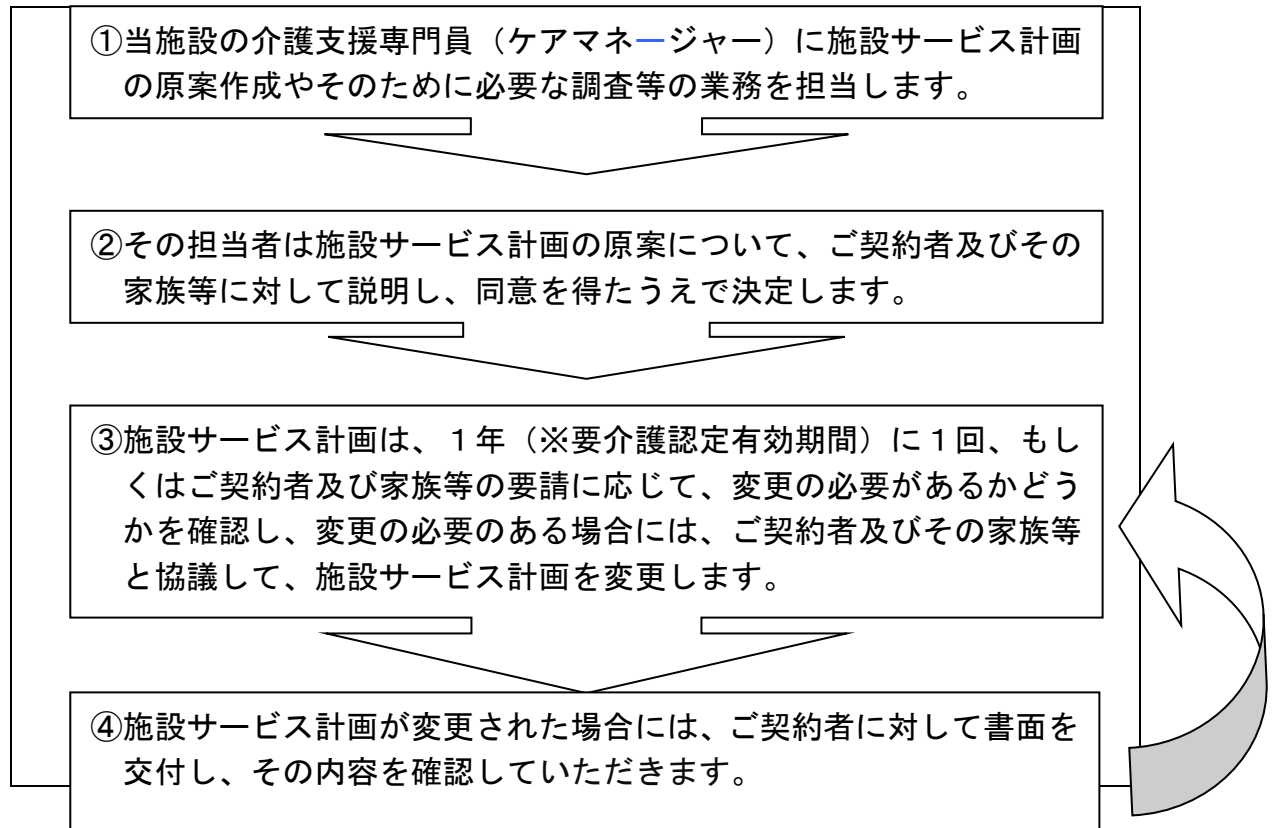 ①当施設の介護支援専門員（ケアマネージャー）に施設サービス計画
の原案作成やそのために必要な調査等の業務を担当します。
②その担当者は施設サービス計画の原案について、ご契約者及びその
家族等に対して説明し、同意を得たうえで決定します。
③施設サービス計画は、１年（※要介護認定有効期間）に１回、もし
くはご契約者及び家族等の要請に応じて、変更の必要があるかどう
かを確認し、変更の必要のある場合には、ご契約者及びその家族等
と協議して、施設サービス計画を変更します。
④施設サービス計画が変更された場合には、ご契約者に対して書面を
交付し、その内容を確認していただきます。